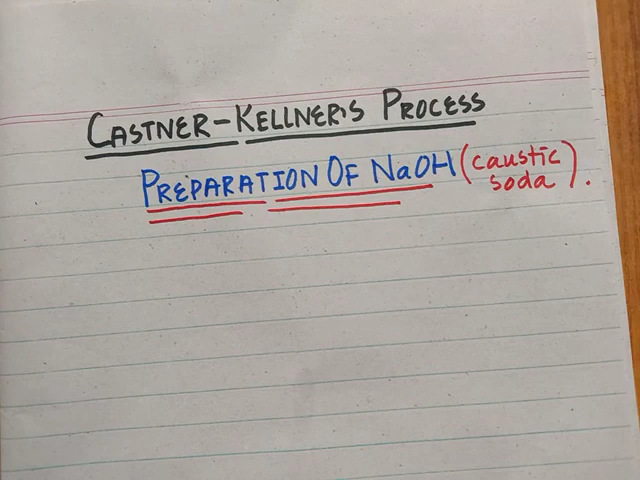 CASTNER-KELLNER'S PROCESS
PREPARATION OF NaOH (caustic soda).